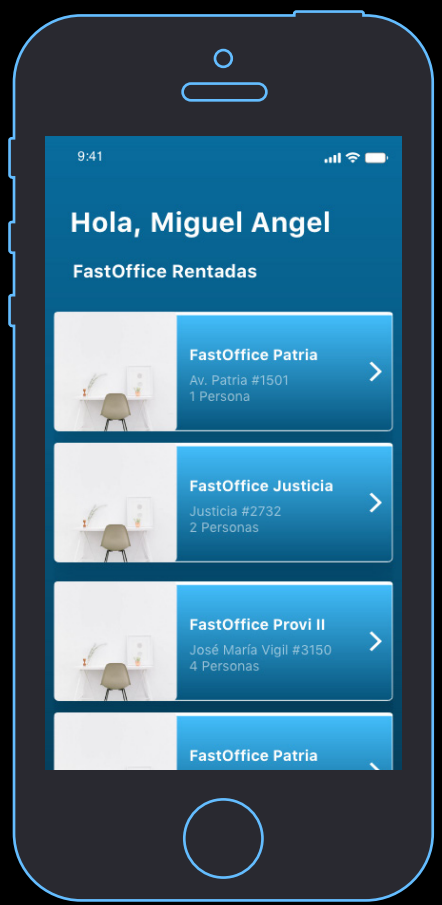 9:41
Hola, Miguel Angel
FastOffice Rentadas
FastOffice Patria
Av. Patria #1501
1 Persona
FastOffice Justicia
Justicia #2732
2 Personas
FastOffice Provi II
José María Vigil #3150
4 Personas
FastOffice Patria